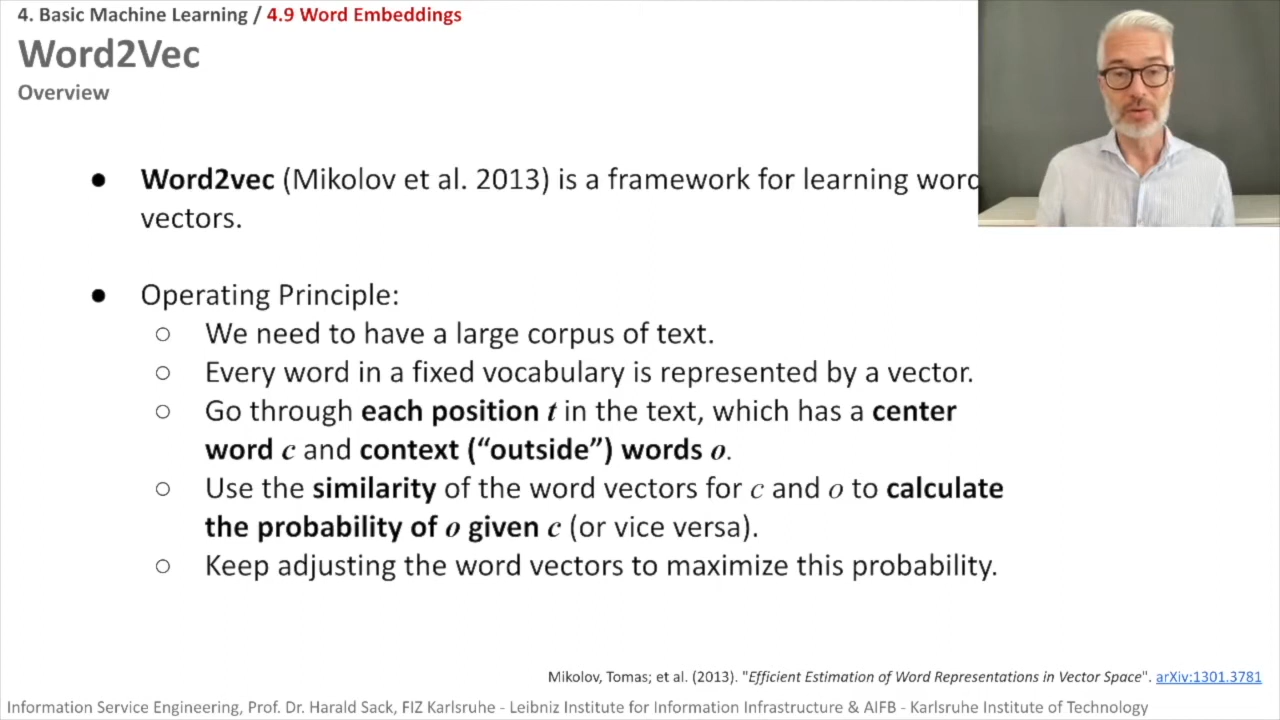 4. Basic Machine Learning / 4.9 Word Embeddings
Word2Vec
Overview
● Word2vec (Mikolov et al. 2013) is a framework for learning word
vectors.
● Operating Principle:
○ We need to have a large corpus of text.
○ Every word in a fixed vocabulary is represented by a vector.
○ Go through each position t in the text, which has a center
word c and context (“outside”) words o.
○ Use the similarity of the word vectors for c and o to calculate
the probability of o given c (or vice versa).
○ Keep adjusting the word vectors to maximize this probability.
Mikolov, Tomas; et al. (2013). "Efficient Estimation of Word Representations in Vector Space". arXiv:1301.3781
Information Service Engineering, Prof. Dr. Harald Sack, FIZ Karlsruhe - Leibniz Institute for Information Infrastructure & AIFB - Karlsruhe Institute of Technology